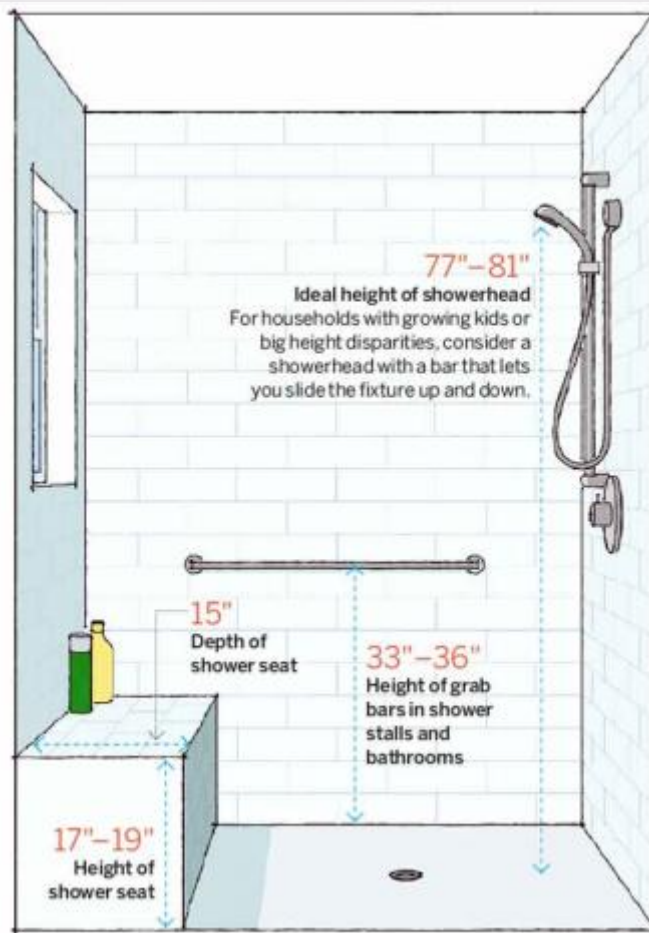 77"–81"
Ideal height of showerhead
For households with growing kids or
big height disparities, consider a
showerhead with a bar that lets
you slide the fixture up and down.
15"
Depth of
shower seat
33"–36"
Height of grab
bars in shower
stalls and
bathrooms
17"–19"
Height of
shower seat